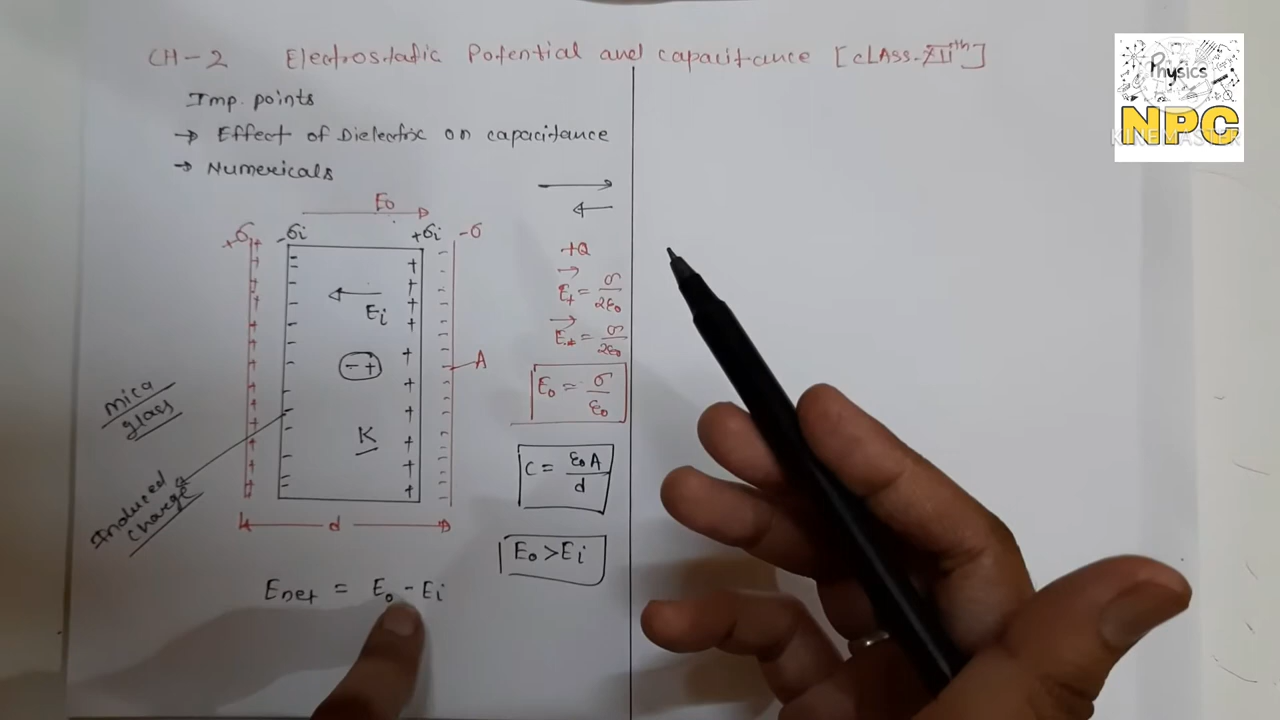 CH-2 Electrostatic Potential and capacitance [CLASS-XIIth]
Imp. points
→ Effect of Dielectric on capacitance
→ Numericals
E₀
+σ -σi +σi -σ
Ei
-+
K
A
d
mica
glass
Induced
charge
Enet = E₀ - Ei
+Q
E₊ = σ/2ε₀
= σ/2ε₀
E₀ = σ/ε₀
C = ε₀A/d
E₀ > Ei
Physics
NPC
KINEMASTER